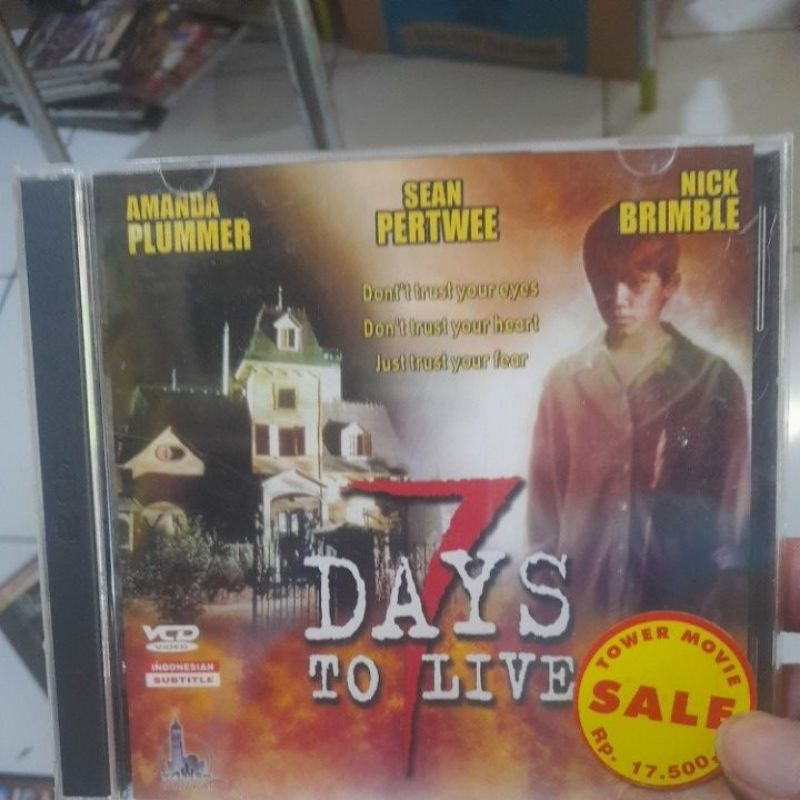 AMANDA
PLUMMER
SEAN
PERTWEE
NICK
BRIMBLE
Don't trust your eyes
Don't trust your heart
Just trust your fear
7
DAYS
TO LIVE
VCD
VIDEO
INDONESIAN
SUBTITLE
TOWER MOVIE
SALE
Rp. 17.500,-